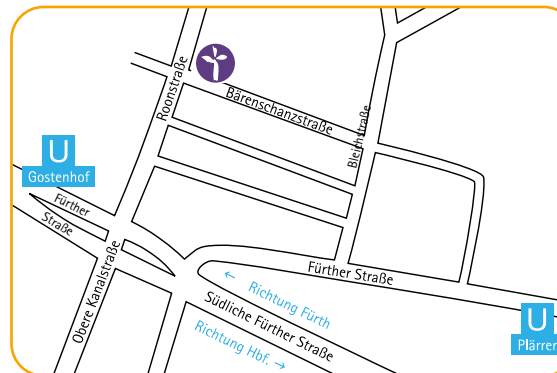 Roonstraße
Bärenschanzstraße
Bleichstraße
U
Gostenhof
Fürther
Straße
Obere Kanalstraße
Fürther Straße
← Richtung Fürth
Südliche Fürther Straße
Richtung Hbf. →
U
Plärrer